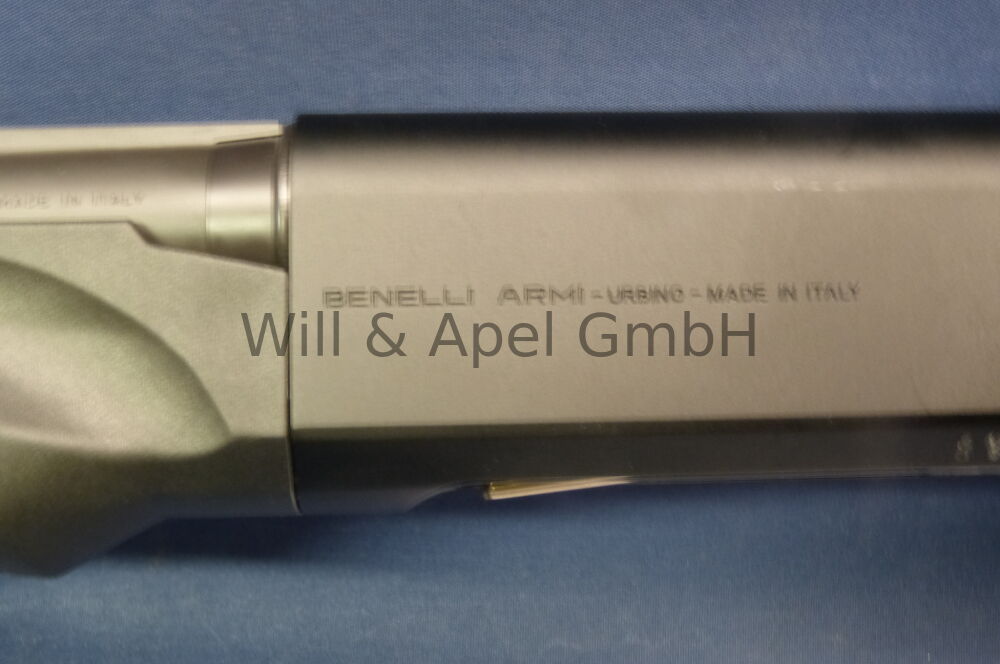 MADE IN ITALY
BENELLI ARMI - URBINO - MADE IN ITALY
Will & Apel GmbH